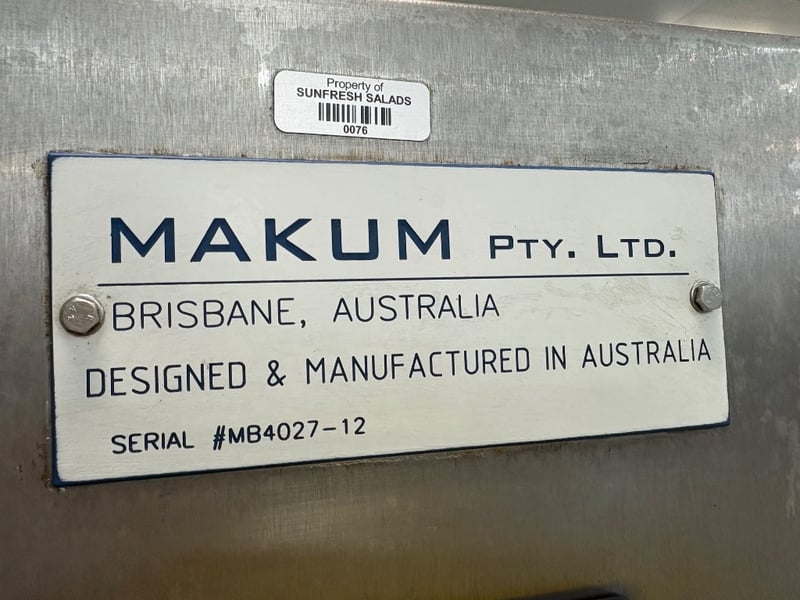 Property of
SUNFRESH SALADS
0076
MAKUM PTY. LTD.
BRISBANE, AUSTRALIA
DESIGNED & MANUFACTURED IN AUSTRALIA
SERIAL #MB4027-12